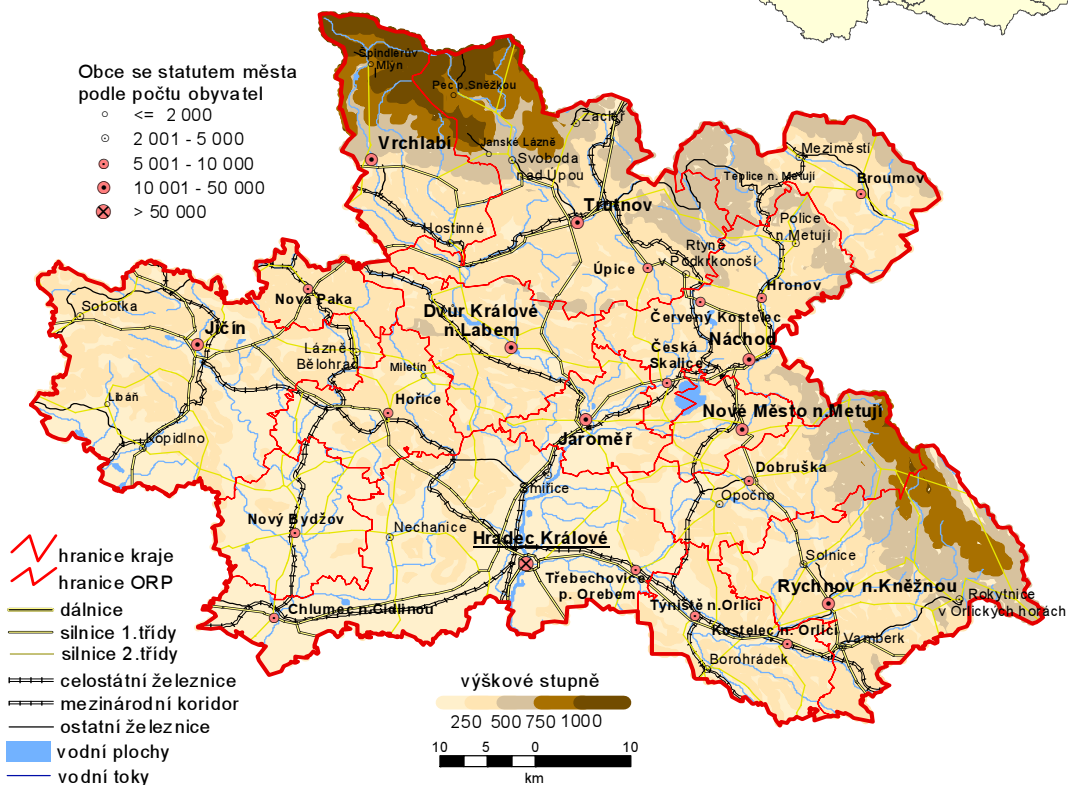 Obce se statutem města
podle počtu obyvatel
<= 2 000
2 001 - 5 000
5 001 - 10 000
10 001 - 50 000
> 50 000
Špindlerův
Mlýn
Pec p.Sněžkou
Žacléř
Vrchlabí
Janské Lázně
Svoboda
nad Úpou
Meziměstí
Teplice n. Metují
Broumov
Trutnov
Hostinné
Police
n.Metují
Rtyně
v Podkrkonoší
Úpice
Hronov
Nová Paka
Sobotka
Dvůr Králové
n.Labem
Červený Kostelec
Jičín
Náchod
Lázně
Bělohrad
Česká
Skalice
Miletín
Libáň
Hořice
Nové Město n.Metují
Kopidlno
Jaroměř
Dobruška
Smiřice
Opočno
Nový Bydžov
Nechanice
Hradec Králové
Solnice
Třebechovice
p. Orebem
Rychnov n.Kněžnou
Rokytnice
v Orlických horách
Chlumec n.Cidlinou
Týniště n.Orlicí
Kostelec n. Orlicí
Vamberk
Borohrádek
hranice kraje
hranice ORP
dálnice
silnice 1.třídy
silnice 2.třídy
celostátní železnice
mezinárodní koridor
ostatní železnice
vodní plochy
vodní toky
výškové stupně
250 500 750 1000
10 5 0 10
km